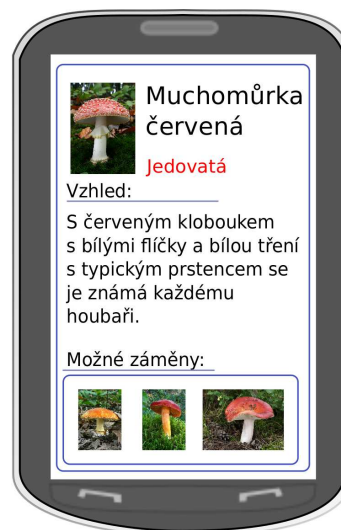 Muchomůrka
červená
Jedovatá
Vzhled:
S červeným kloboukem
s bílými flíčky a bílou tření
s typickým prstencem se
je známá každému
houbaři.
Možné záměny: